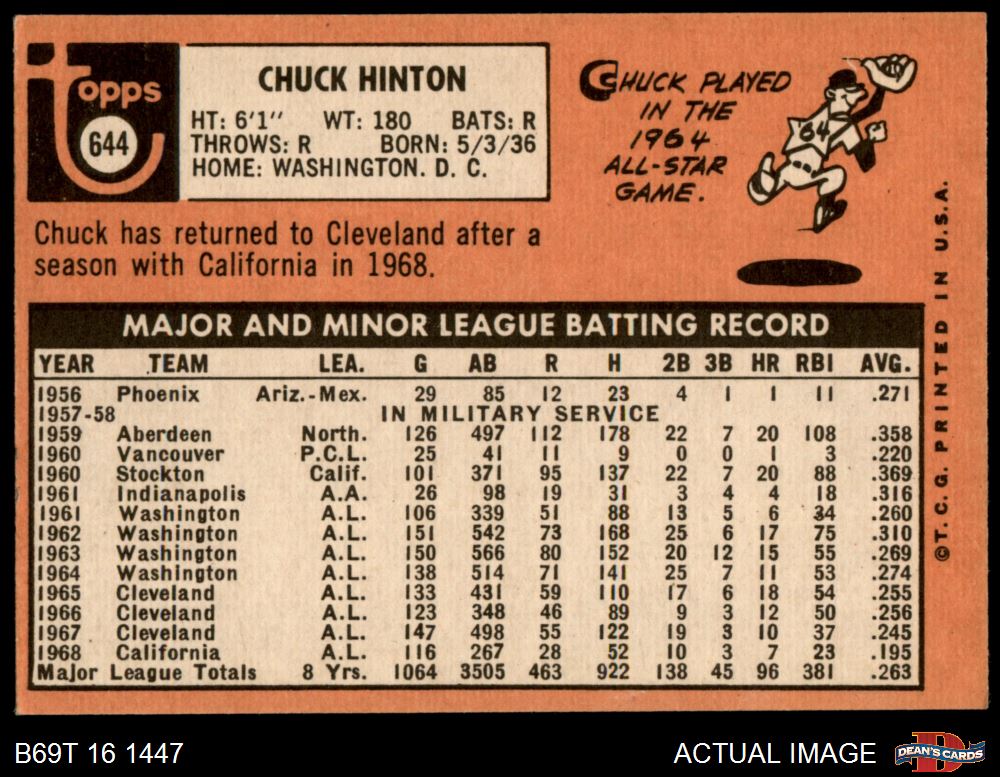 Topps
644
CHUCK HINTON
HT: 6'1" WT: 180 BATS: R
THROWS: R BORN: 5/3/36
HOME: WASHINGTON. D. C.
CHUCK PLAYED
IN THE
1964
ALL-STAR
GAME.
64
Chuck has returned to Cleveland after a
season with California in 1968.
MAJOR AND MINOR LEAGUE BATTING RECORD
YEAR TEAM LEA. G AB R H 2B 3B HR RBI AVG.
1956 Phoenix Ariz.-Mex. 29 85 12 23 4 1 1 11 .271
1957-58 IN MILITARY SERVICE
1959 Aberdeen North. 126 497 112 178 22 7 20 108 .358
1960 Vancouver P.C.L. 25 41 11 9 0 0 1 3 .220
1960 Stockton Calif. 101 371 95 137 22 7 20 88 .369
1961 Indianapolis A.A. 26 98 19 31 3 4 4 18 .316
1961 Washington A.L. 106 339 51 88 13 5 6 34 .260
1962 Washington A.L. 151 542 73 168 25 6 17 75 .310
1963 Washington A.L. 150 566 80 152 20 12 15 55 .269
1964 Washington A.L. 138 514 71 141 25 7 11 53 .274
1965 Cleveland A.L. 133 431 59 110 17 6 18 54 .255
1966 Cleveland A.L. 123 348 46 89 9 3 12 50 .256
1967 Cleveland A.L. 147 498 55 122 19 3 10 37 .245
1968 California A.L. 116 267 28 52 10 3 7 23 .195
Major League Totals 8 Yrs. 1064 3505 463 922 138 45 96 381 .263
©T. C. G. PRINTED IN U.S.A.
B69T 16 1447
ACTUAL IMAGE
DEAN'S CARDS